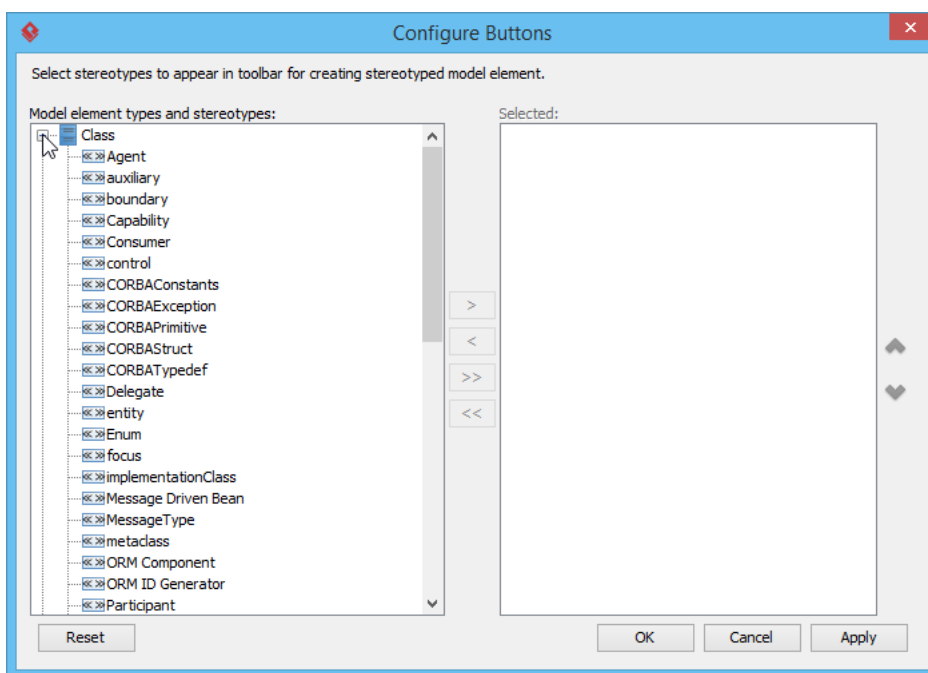 Configure Buttons
Select stereotypes to appear in toolbar for creating stereotyped model element.
Model element types and stereotypes:
Selected:
Class
«»Agent
«»auxiliary
«»boundary
«»Capability
«»Consumer
«»control
«»CORBAConstants
«»CORBAException
«»CORBAPrimitive
«»CORBAStruct
«»CORBATypedef
«»Delegate
«»entity
«»Enum
«»focus
«»implementationClass
«»Message Driven Bean
«»MessageType
«»metaclass
«»ORM Component
«»ORM ID Generator
«»Participant
>
<
>>
<<
Reset
OK
Cancel
Apply